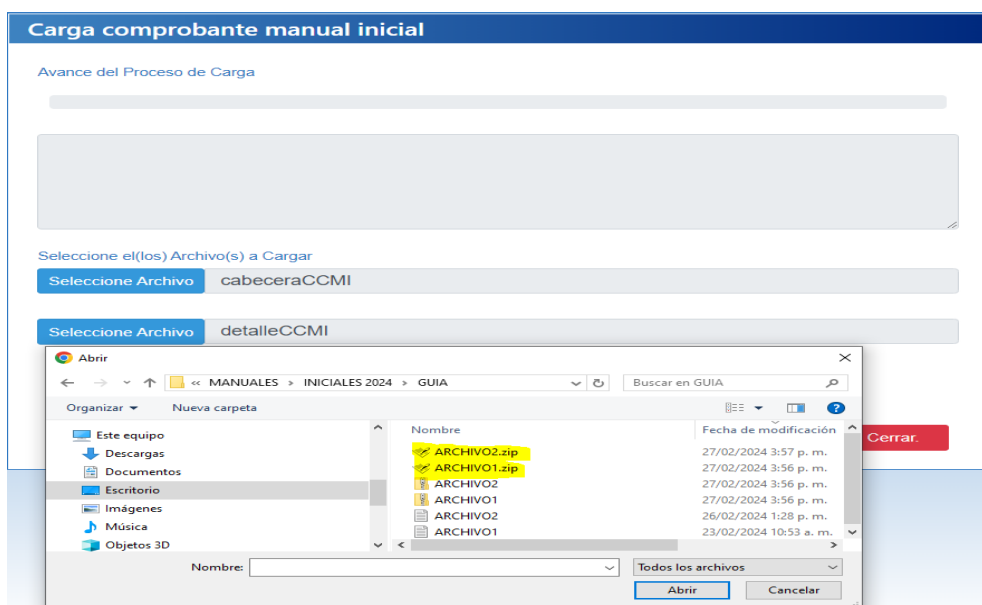 Carga comprobante manual inicial
Avance del Proceso de Carga
Seleccione el(los) Archivo(s) a Cargar
Seleccione Archivo cabeceraCCMI
Seleccione Archivo detalleCCMI
Abrir
« MANUALES > INICIALES 2024 > GUIA Buscar en GUIA
Organizar Nueva carpeta
Este equipo
Descargas
Documentos
Escritorio
Imágenes
Música
Objetos 3D
Nombre Fecha de modificación
ARCHIVO2.zip 27/02/2024 3:57 p. m.
ARCHIVO1.zip 27/02/2024 3:56 p. m.
ARCHIVO2 27/02/2024 3:56 p. m.
ARCHIVO1 27/02/2024 3:56 p. m.
ARCHIVO2 26/02/2024 1:28 p. m.
ARCHIVO1 23/02/2024 10:53 a. m.
Cerrar.
Nombre: Todos los archivos
Abrir Cancelar